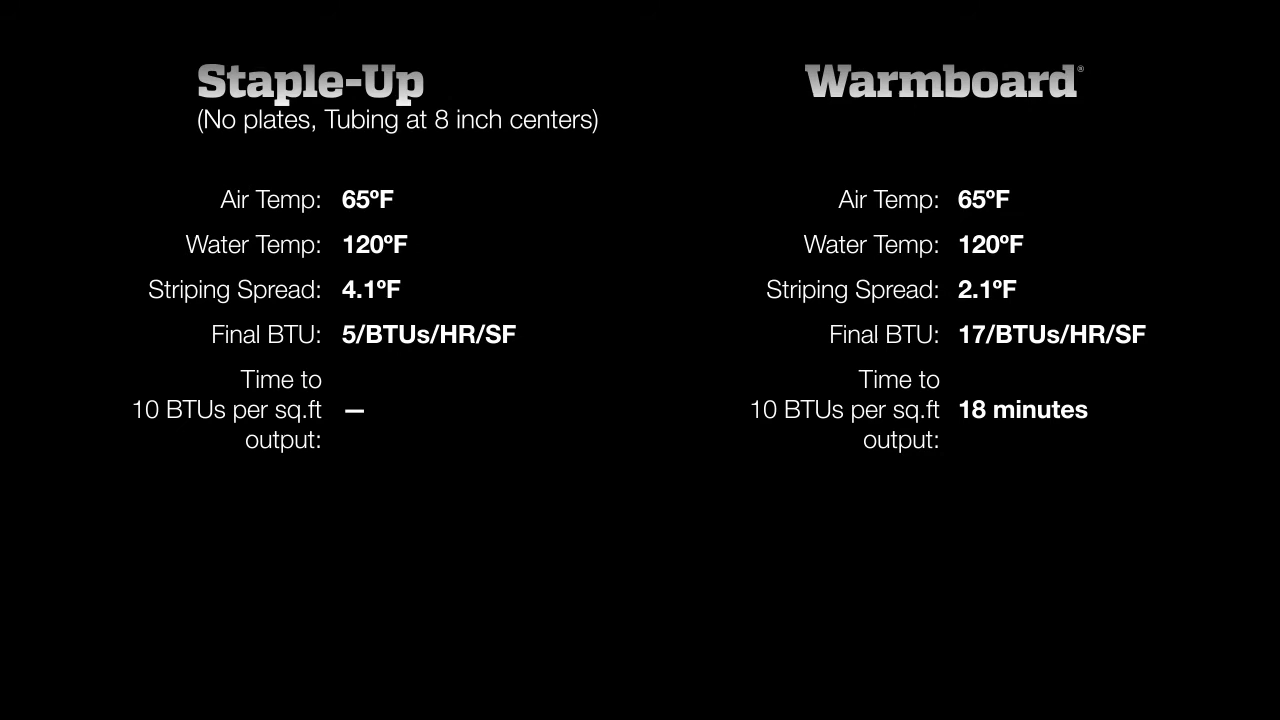 Staple-Up
(No plates, Tubing at 8 inch centers)
Air Temp: 65ºF
Water Temp: 120ºF
Striping Spread: 4.1ºF
Final BTU: 5/BTUs/HR/SF
Time to
10 BTUs per sq.ft —
output:
Warmboard®
Air Temp: 65ºF
Water Temp: 120ºF
Striping Spread: 2.1ºF
Final BTU: 17/BTUs/HR/SF
Time to
10 BTUs per sq.ft 18 minutes
output: